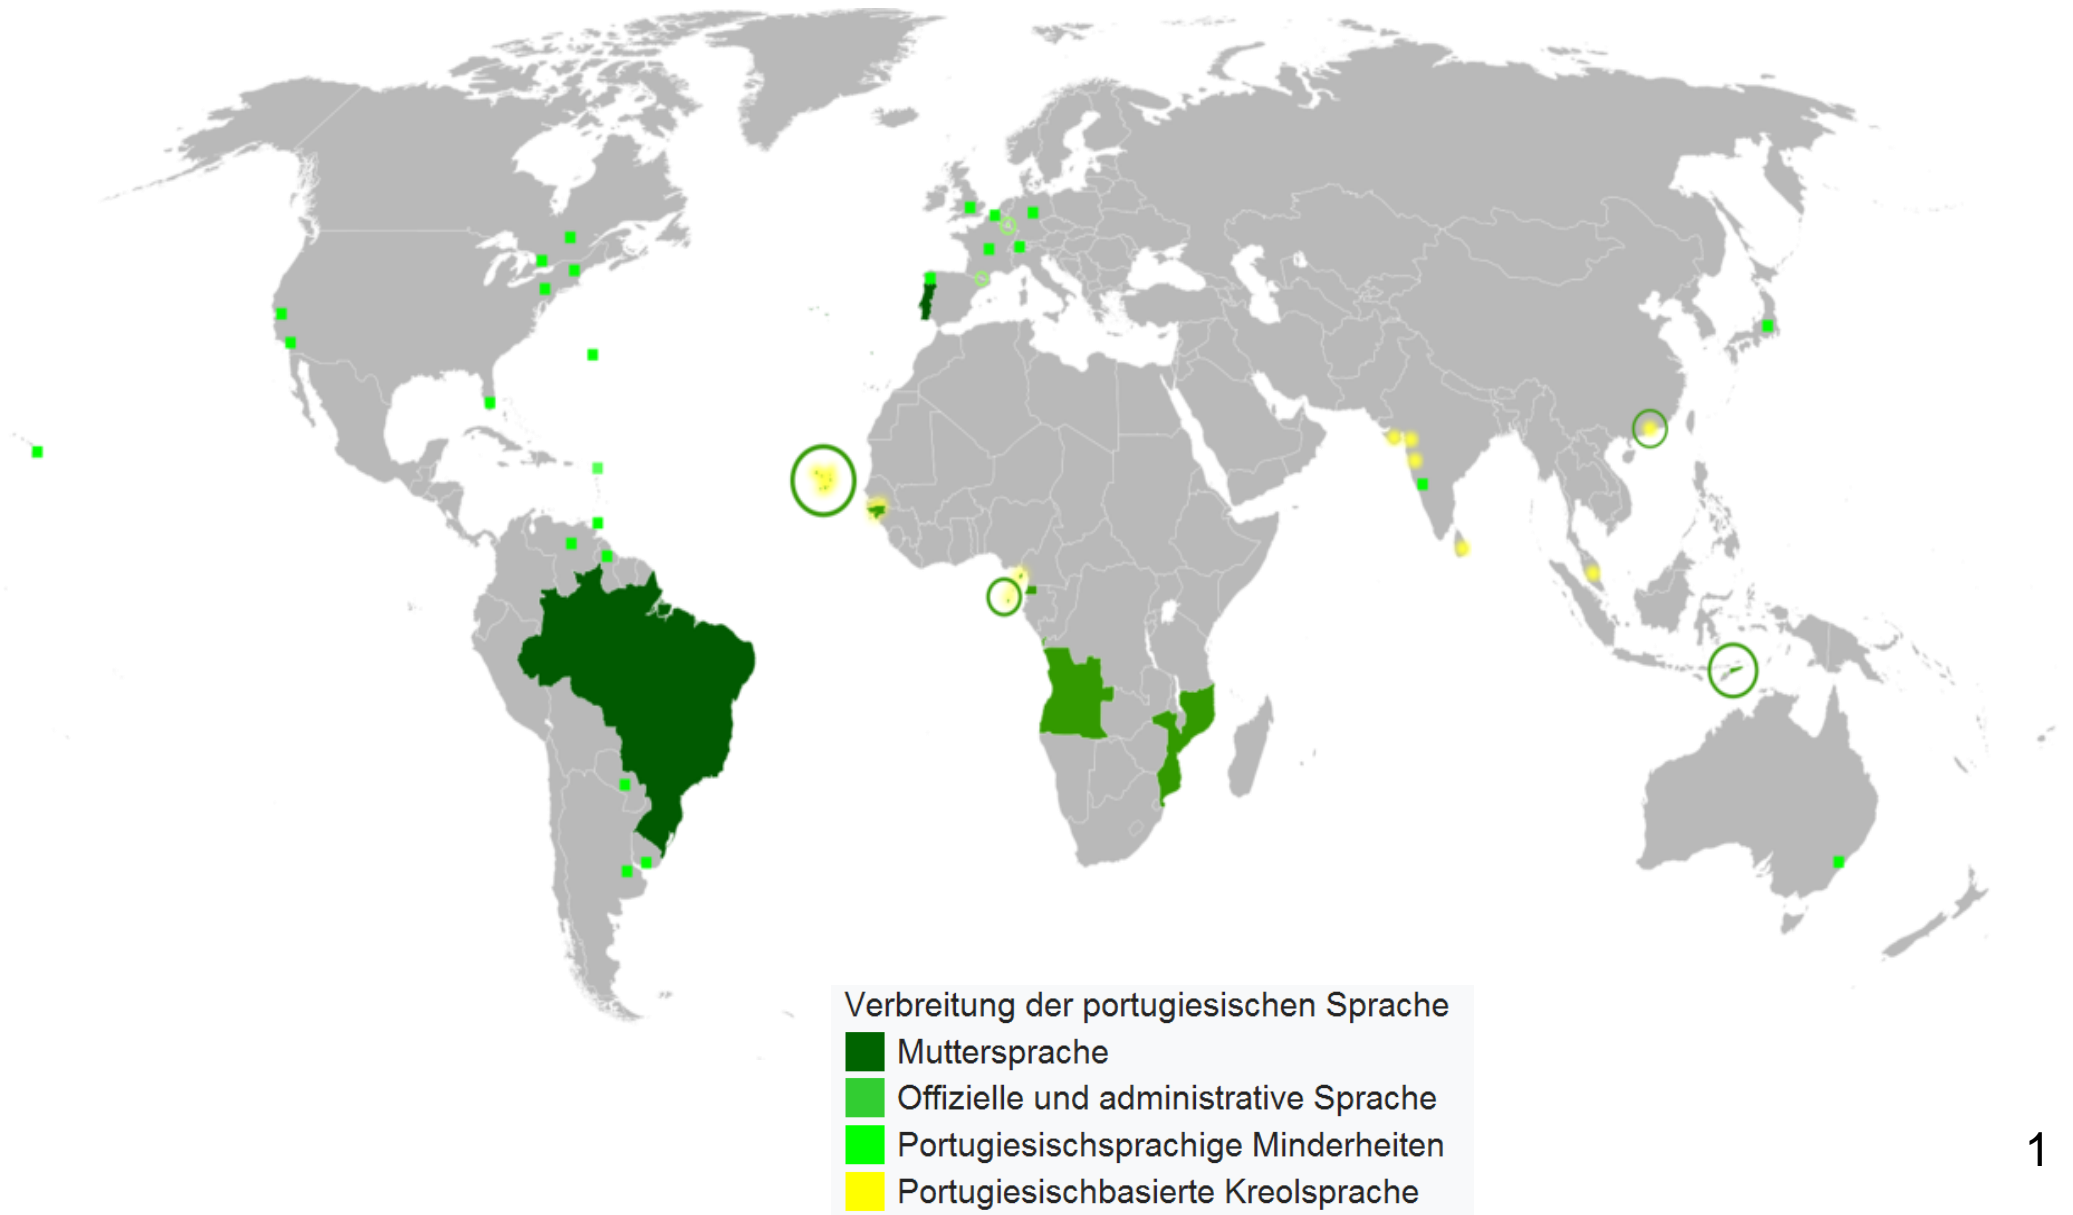 Verbreitung der portugiesischen Sprache
Muttersprache
Offizielle und administrative Sprache
Portugiesischsprachige Minderheiten
Portugiesischbasierte Kreolsprache
1